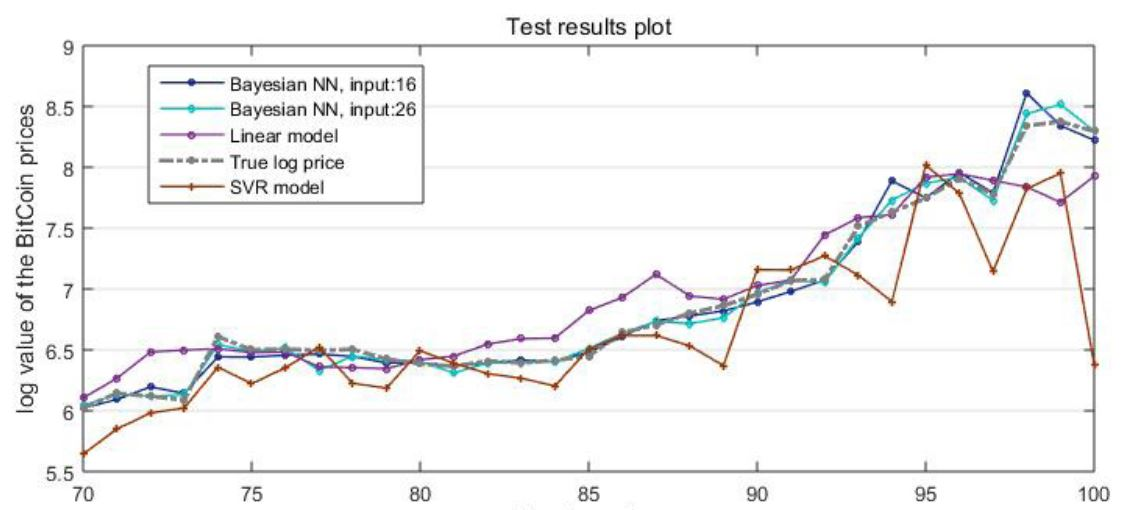 Test results plot
log value of the BitCoin prices
9
8.5
8
7.5
7
6.5
6
5.5
Bayesian NN, input:16
Bayesian NN, input:26
Linear model
True log price
SVR model
70 75 80 85 90 95 100